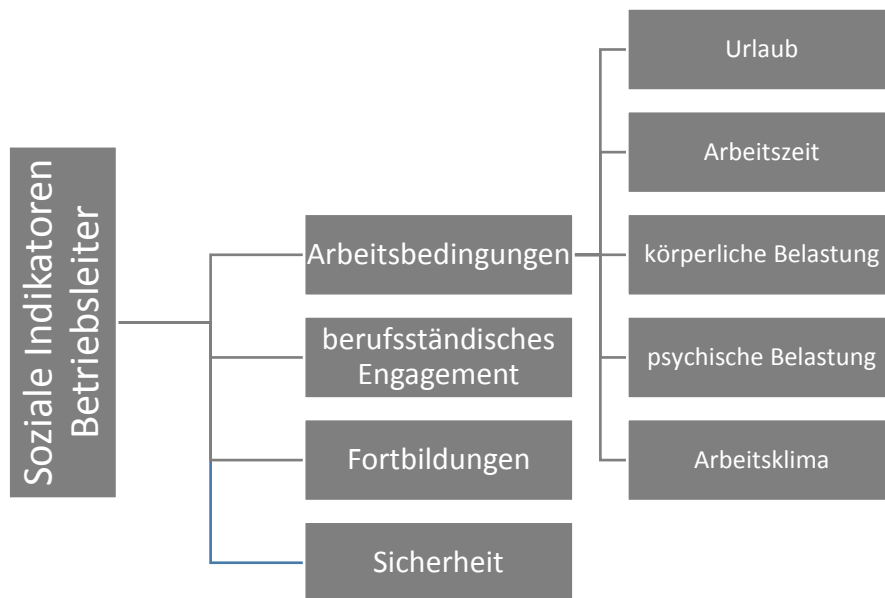 Soziale Indikatoren
Betriebsleiter
Arbeitsbedingungen
berufsständisches
Engagement
Fortbildungen
Sicherheit
Urlaub
Arbeitszeit
körperliche Belastung
psychische Belastung
Arbeitsklima